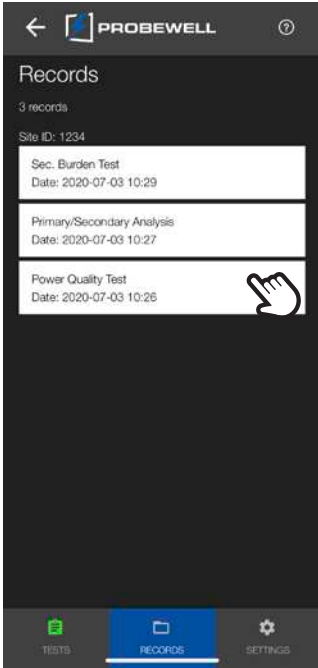 PROBEWELL
Records
3 records
Site ID: 1234
Sec. Burden Test
Date: 2020-07-03 10:29
Primary/Secondary Analysis
Date: 2020-07-03 10:27
Power Quality Test
Date: 2020-07-03 10:26
TESTS
RECORDS
SETTINGS